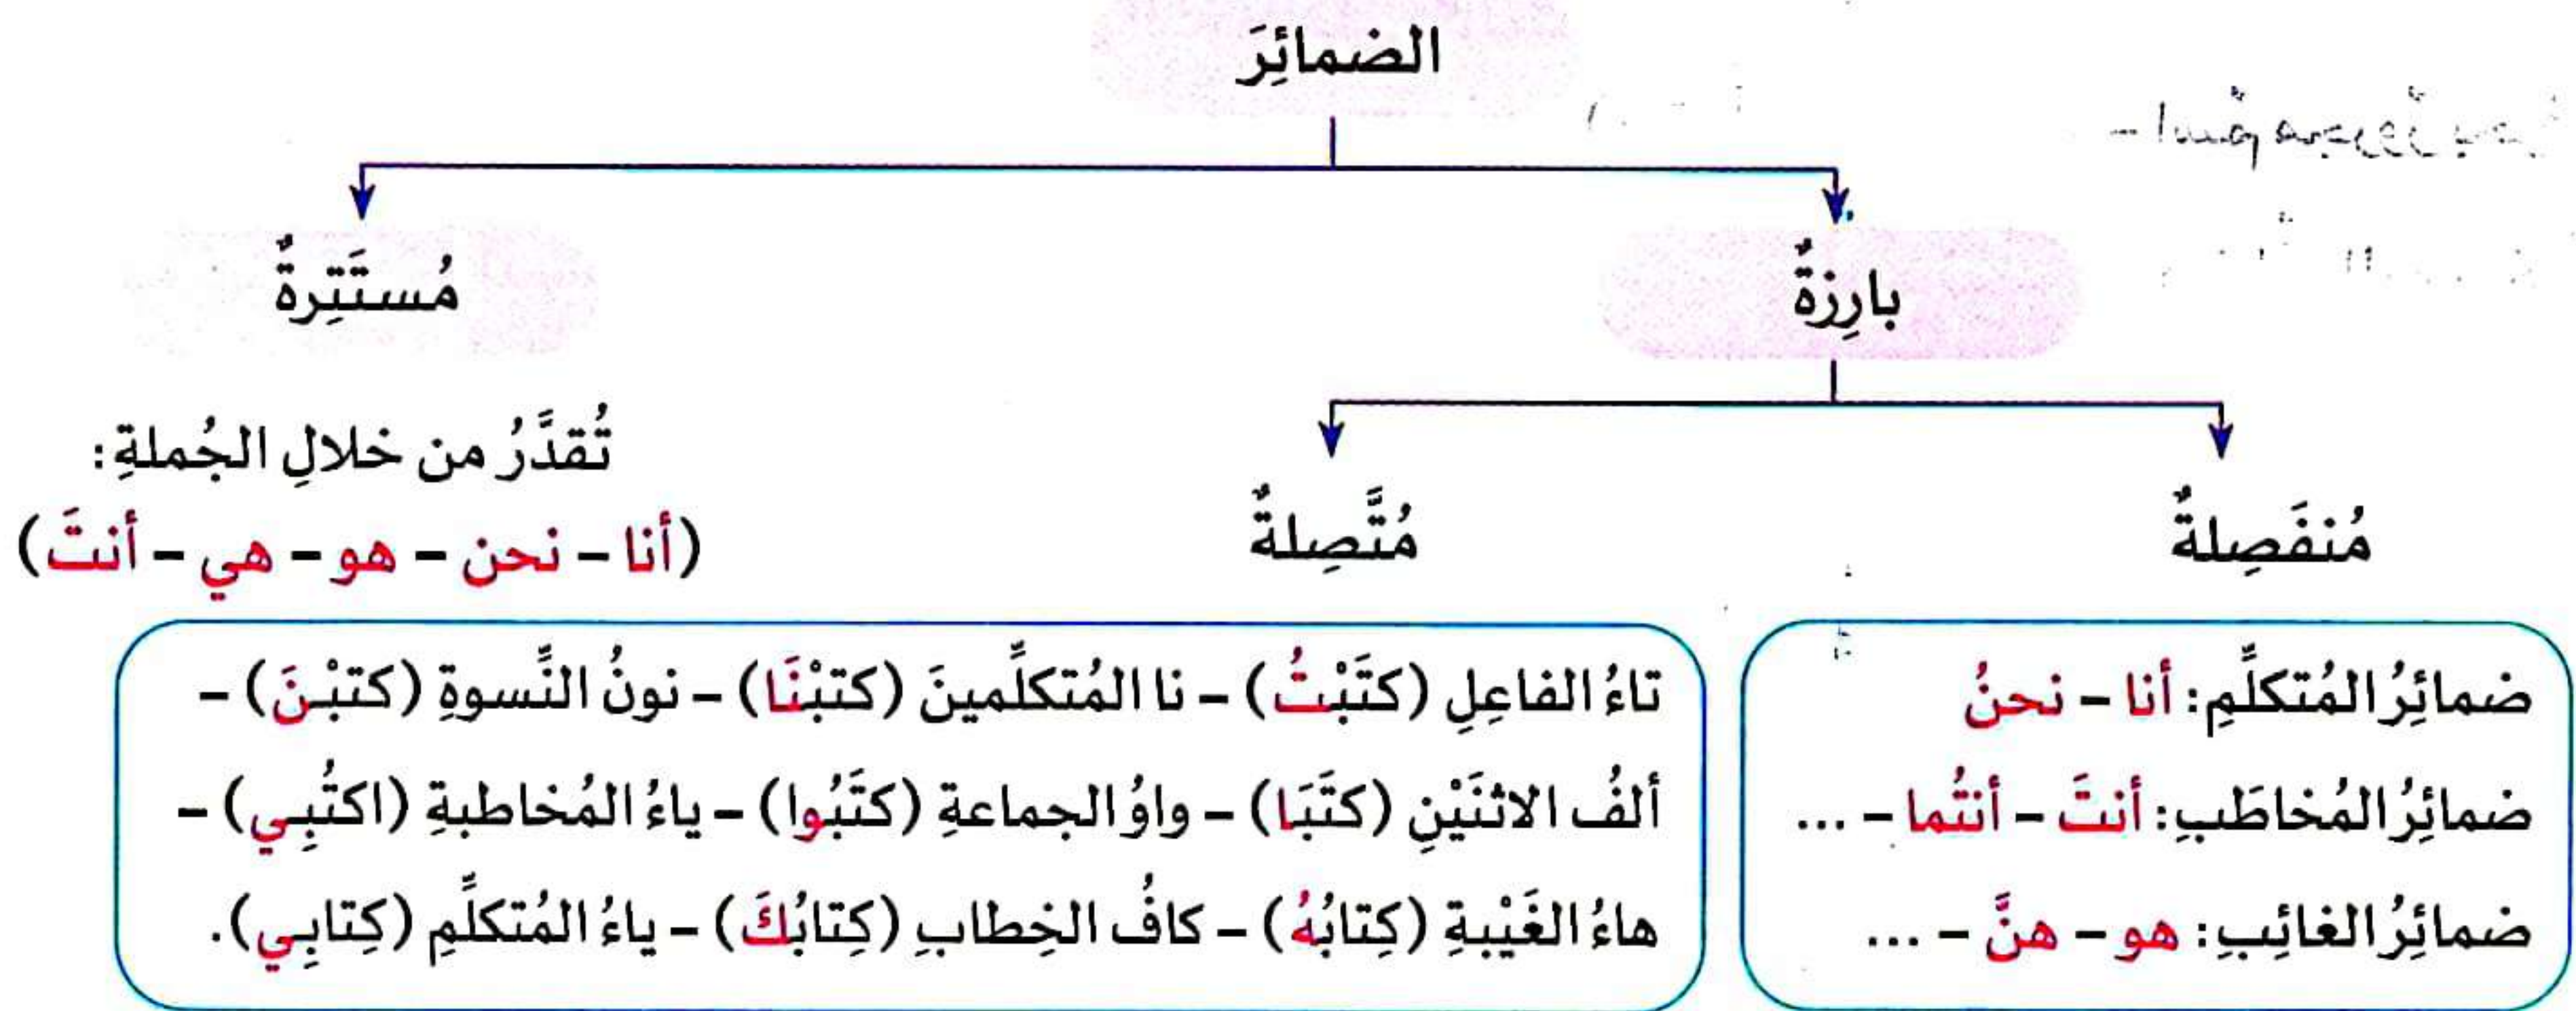 الضمائِرَ
بارِزةٌ
مُستَتِرةٌ
مُنفَصِلةٌ
مُتَّصِلةٌ
تُقدَّرُ من خلالِ الجُملةِ:
(أنا – نحن – هو – هي – أنتَ)
ضمائِرُ المُتكلِّمِ: أنا – نحنُ
ضمائِرُ المُخاطَبِ: أنتَ – أنتُما – ...
ضمائِرُ الغائِبِ: هو – هنَّ – ...
تاءُ الفاعِلِ (كتَبْتُ) – نا المُتكلِّمينَ (كتبْنَا) – نونُ النِّسوةِ (كتبْنَ) –
ألفُ الاثنَيْنِ (كتَبَا) – واوُ الجماعةِ (كتَبُوا) – ياءُ المُخاطبةِ (اكتُبِي) –
هاءُ الغَيْبةِ (كِتابُهُ) – كافُ الخِطابِ (كِتابُكَ) – ياءُ المُتكلِّمِ (كِتابِي).